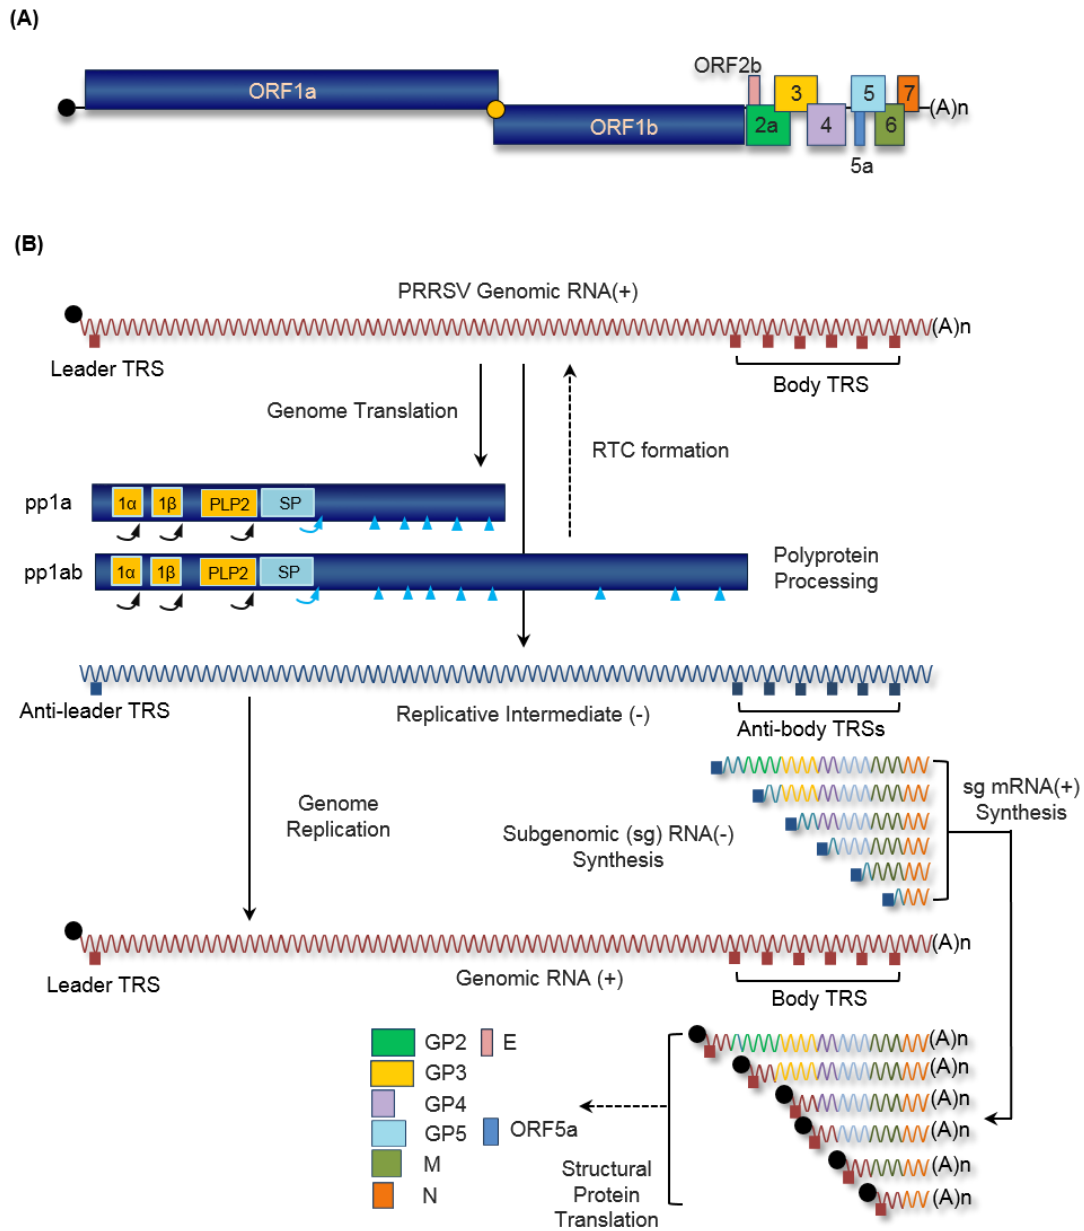 (A)
ORF2b
ORF1a
3
5
7
(A)n
ORF1b
2a
4
6
5a
(B)
PRRSV Genomic RNA(+)
(A)n
Leader TRS
Body TRS
Genome Translation
RTC formation
pp1a
1α
1β
PLP2
SP
pp1ab
1α
1β
PLP2
SP
Polyprotein
Processing
Anti-leader TRS
Replicative Intermediate (-)
Anti-body TRSs
Genome
Replication
Subgenomic (sg) RNA(-)
Synthesis
sg mRNA(+)
Synthesis
(A)n
Leader TRS
Genomic RNA (+)
Body TRS
GP2
E
GP3
GP4
GP5
ORF5a
M
N
Structural
Protein
Translation
(A)n
(A)n
(A)n
(A)n
(A)n
(A)n